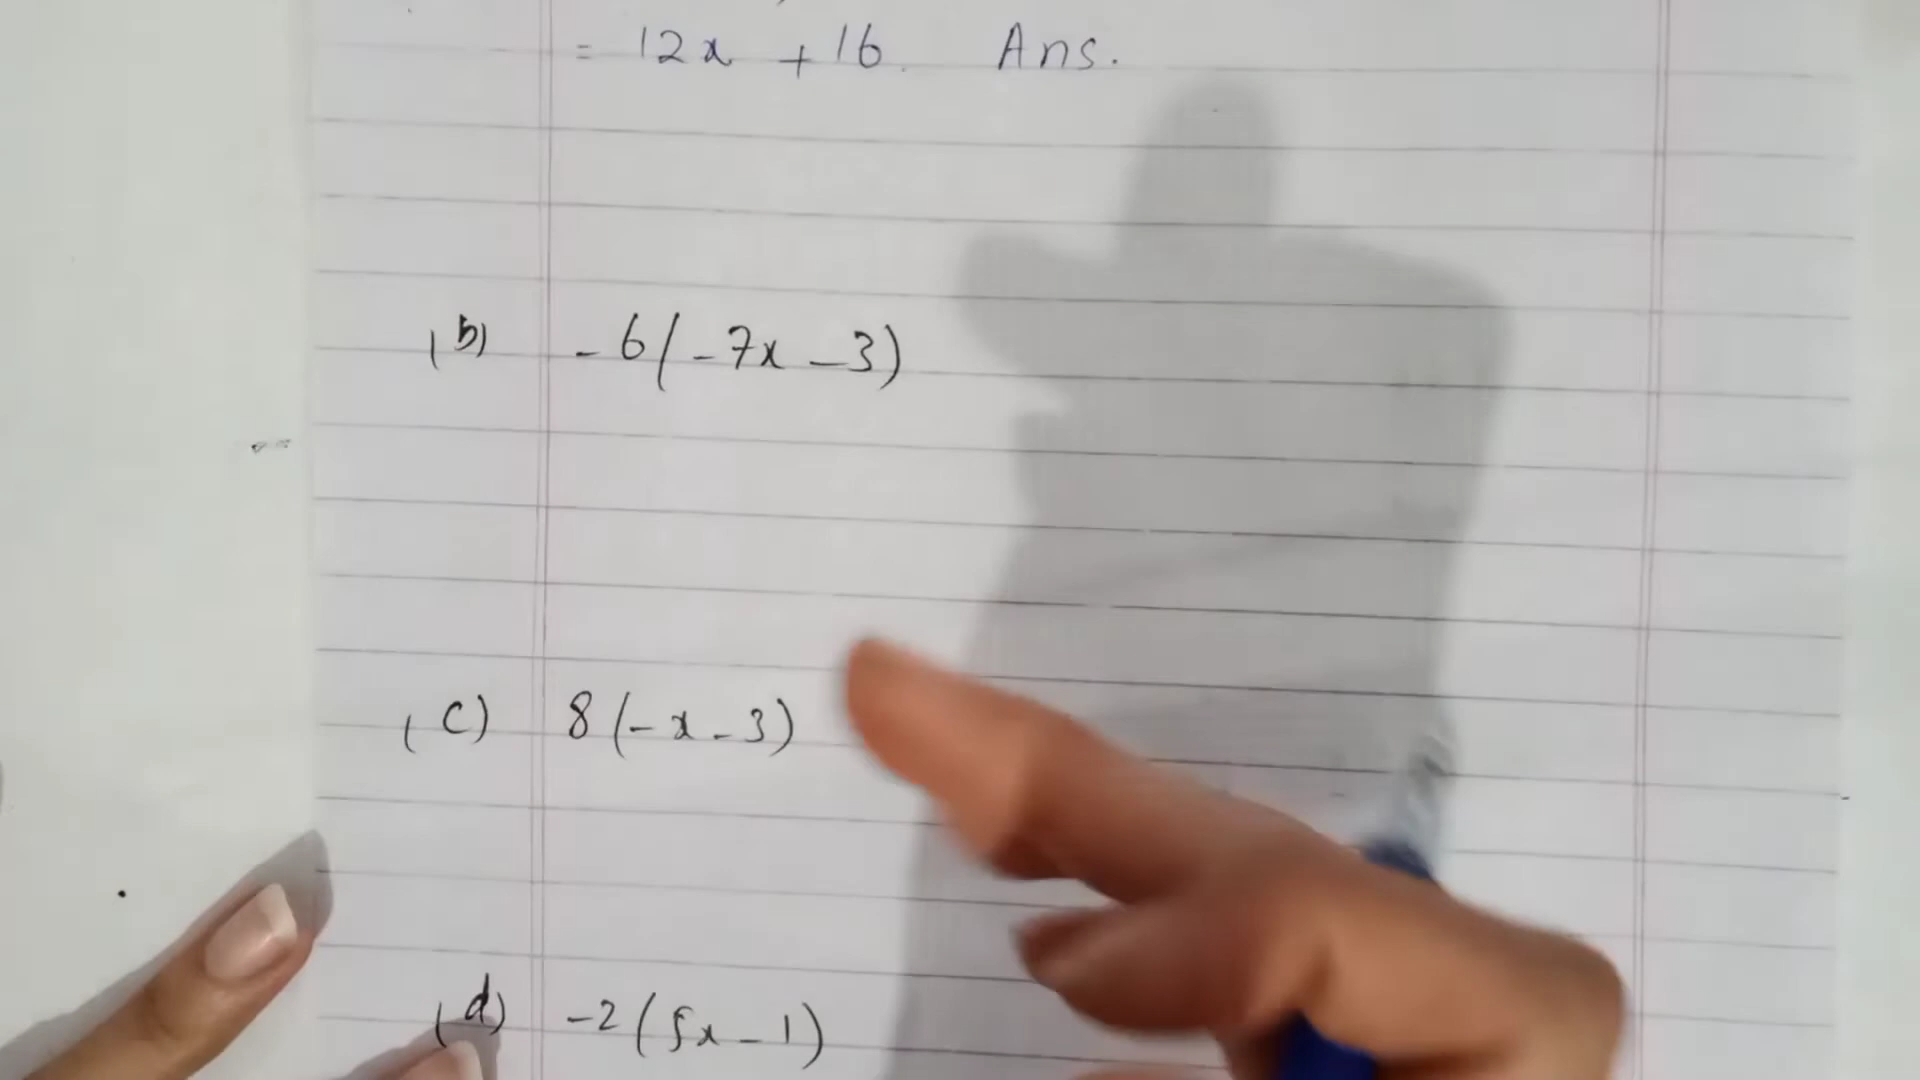 = 12x + 16. Ans.
(b) -6(-7x - 3)
(c) 8(-x - 3)
(d) -2(5x - 1)